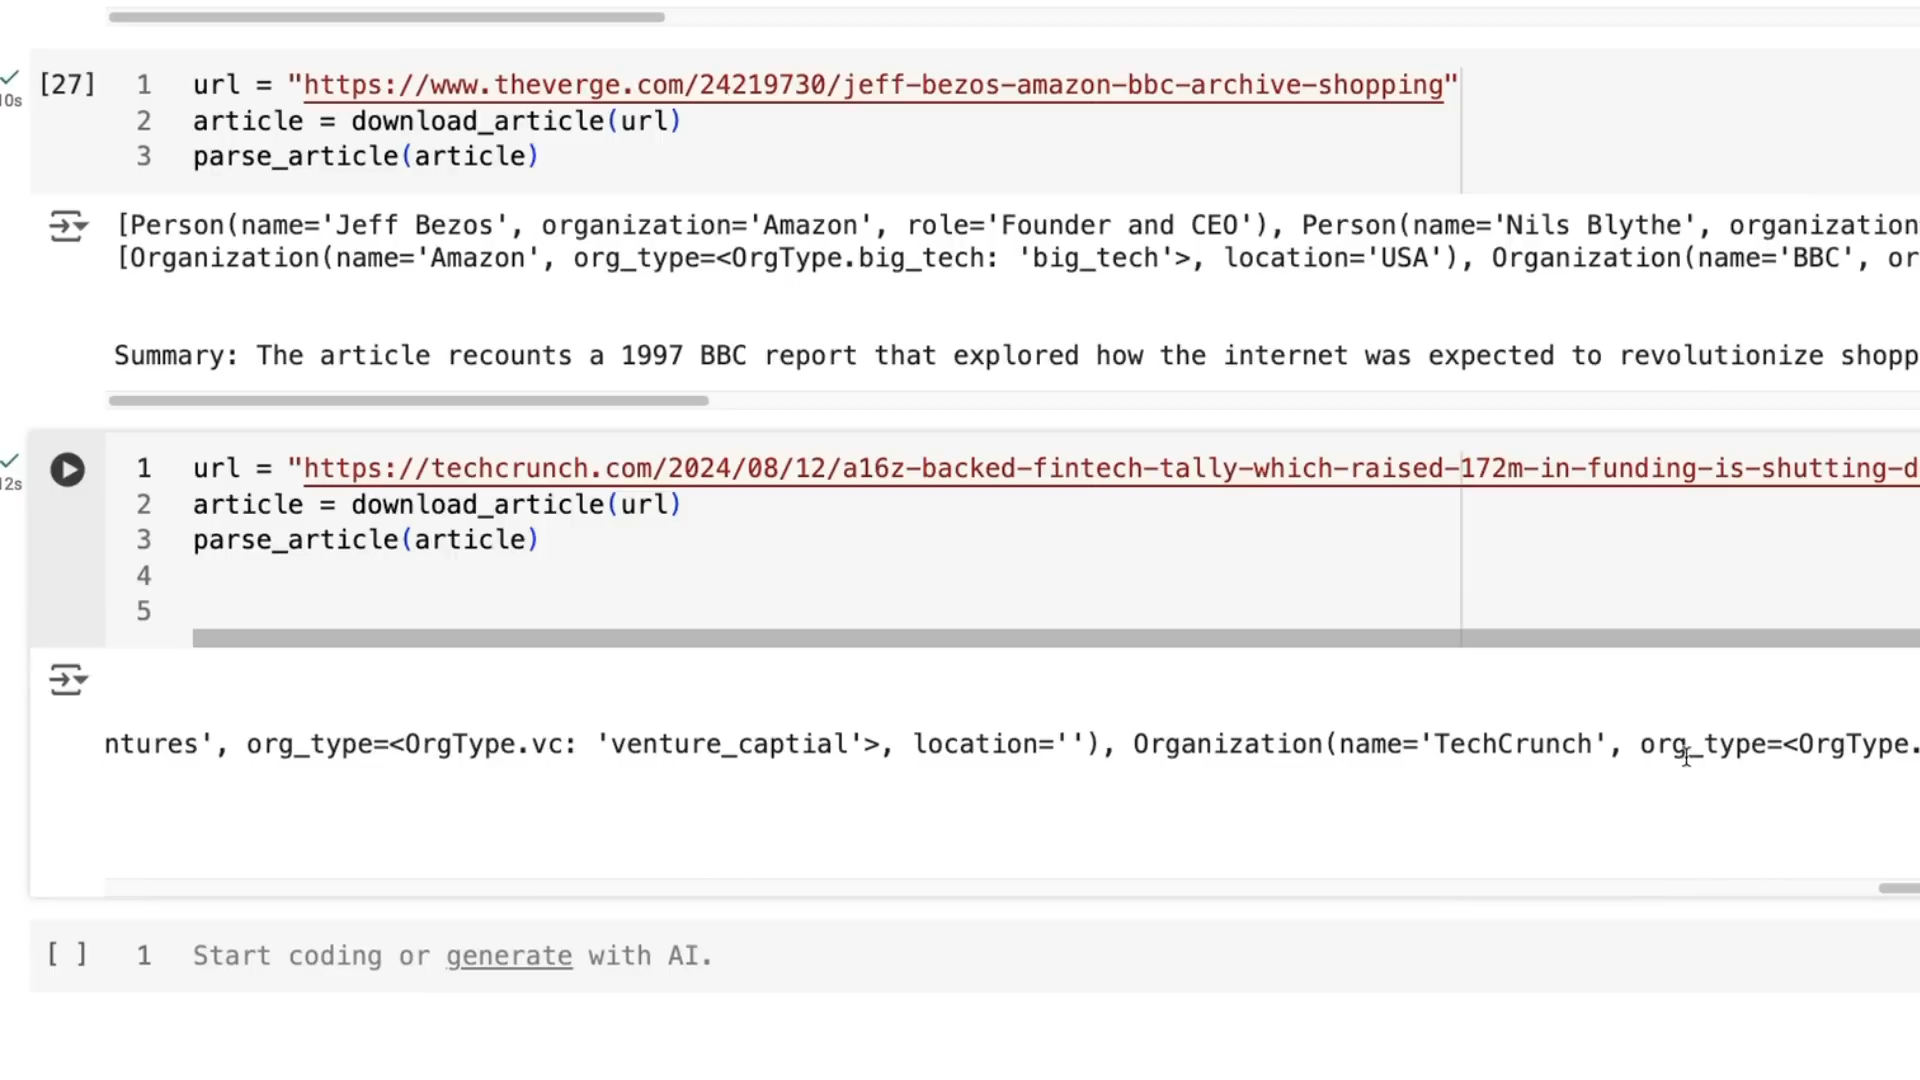 [27] 1 url = "https://www.theverge.com/24219730/jeff-bezos-amazon-bbc-archive-shopping"
10s
2 article = download_article(url)
3 parse_article(article)
[Person(name='Jeff Bezos', organization='Amazon', role='Founder and CEO'), Person(name='Nils Blythe', organization
[Organization(name='Amazon', org_type=<OrgType.big_tech: 'big_tech'>, location='USA'), Organization(name='BBC', or
Summary: The article recounts a 1997 BBC report that explored how the internet was expected to revolutionize shopp
1 url = "https://techcrunch.com/2024/08/12/a16z-backed-fintech-tally-which-raised-172m-in-funding-is-shutting-d
12s
2 article = download_article(url)
3 parse_article(article)
4
5
ntures', org_type=<OrgType.vc: 'venture_captial'>, location=''), Organization(name='TechCrunch', org_type=<OrgType.
[ ] 1 Start coding or generate with AI.